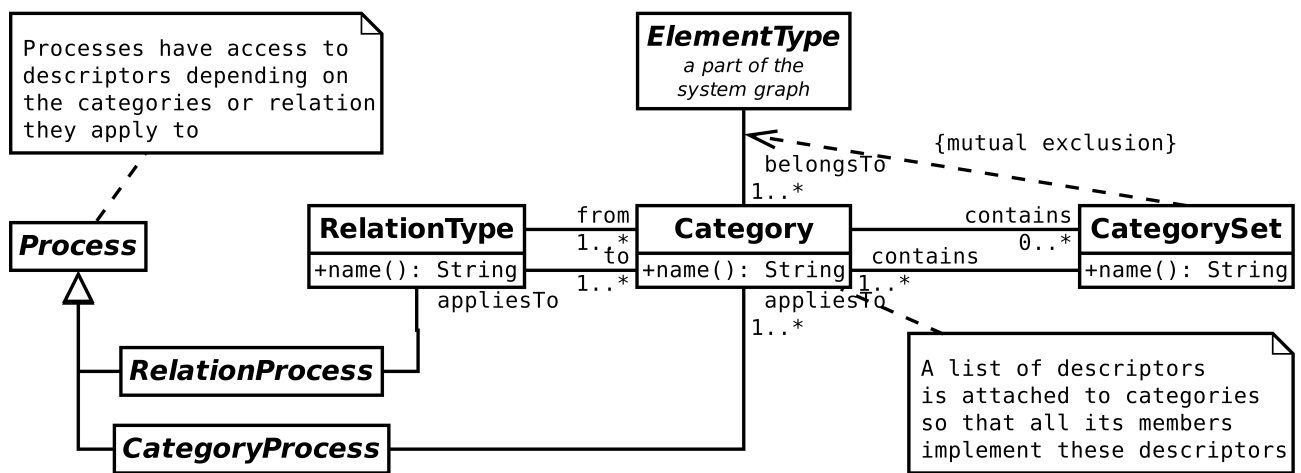 Processes have access to
descriptors depending on
the categories or relation
they apply to
ElementType
a part of the
system graph
{mutual exclusion}
belongsTo
1..*
Process
RelationType
+name(): String
from
1..*
to
1..*
Category
+name(): String
contains
0..*
contains
1..*
CategorySet
+name(): String
appliesTo
appliesTo
1..*
RelationProcess
CategoryProcess
A list of descriptors
is attached to categories
so that all its members
implement these descriptors